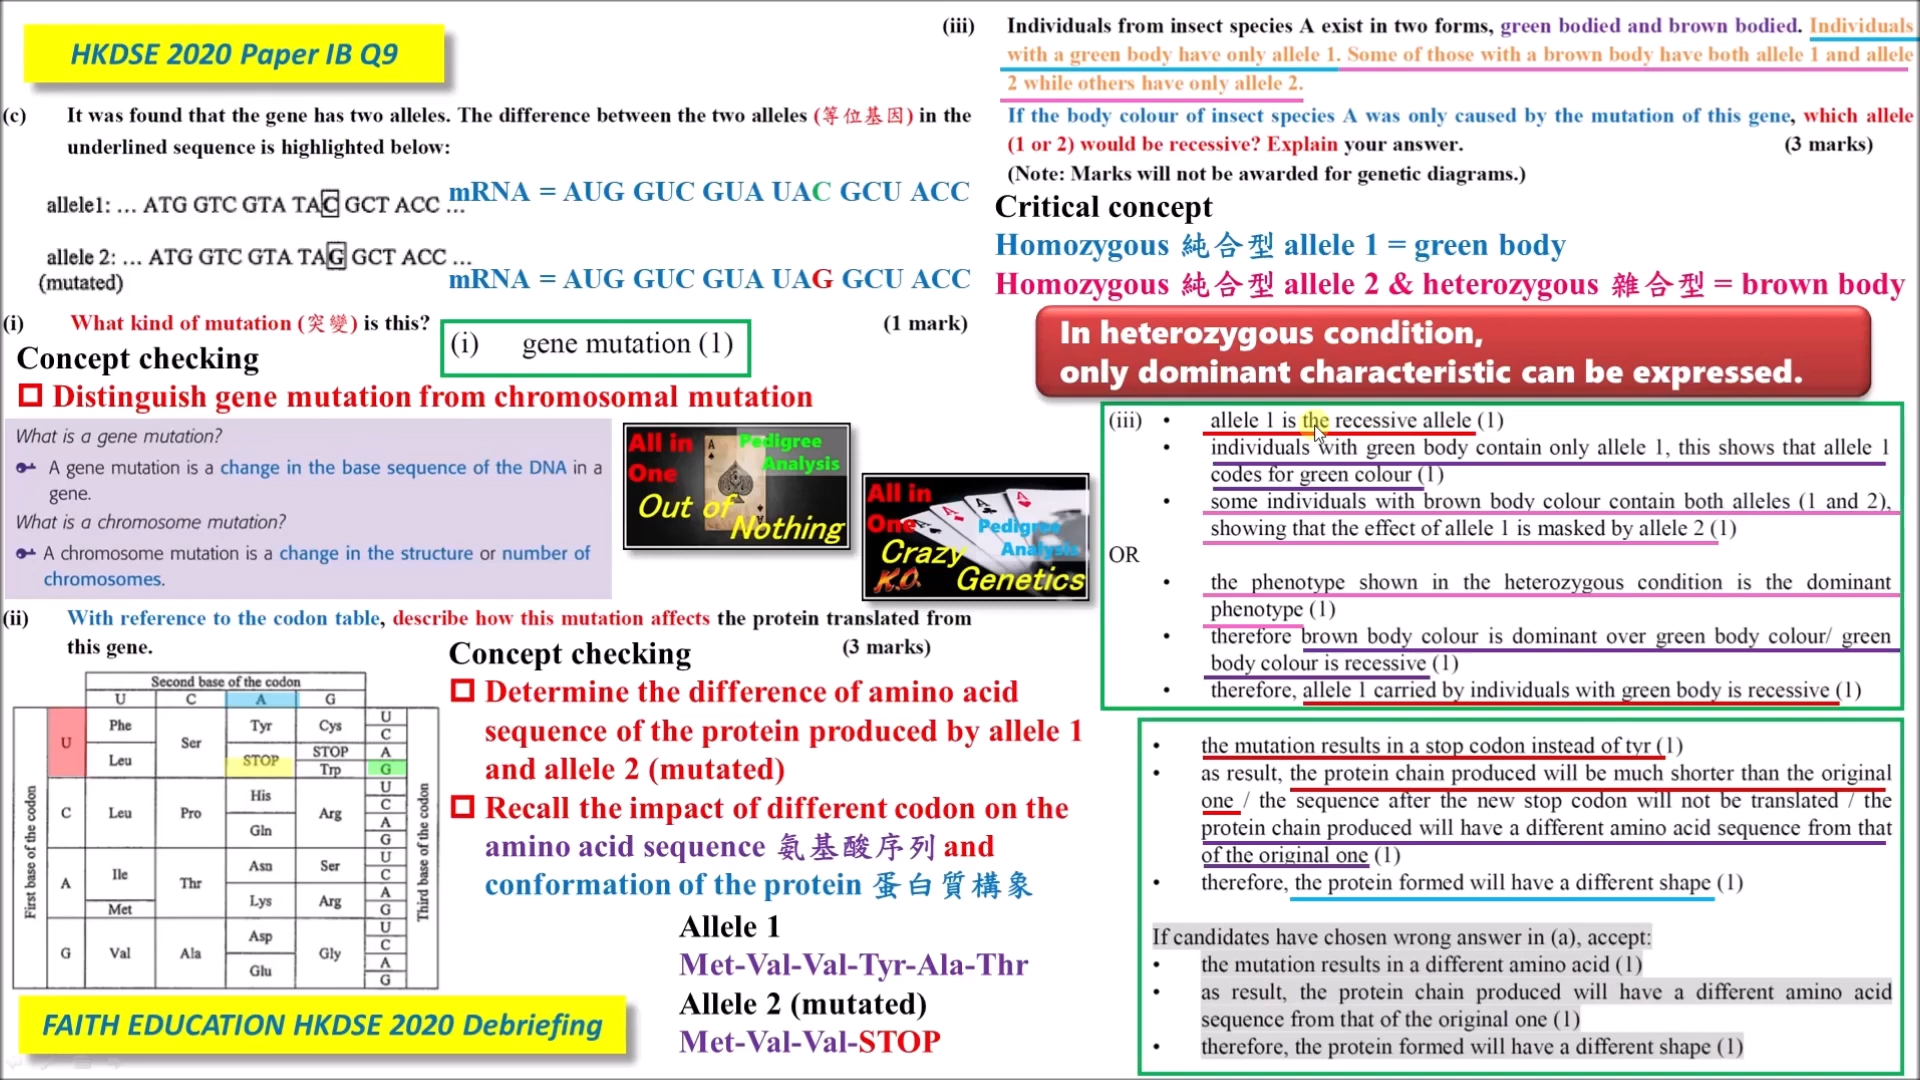 HKDSE 2020 Paper IB Q9
(c) It was found that the gene has two alleles. The difference between the two alleles (等位基因) in the
underlined sequence is highlighted below:
allele1: ... ATG GTC GTA TAC GCT ACC ...
mRNA = AUG GUC GUA UAC GCU ACC
allele 2: ... ATG GTC GTA TAG GCT ACC ...
(mutated)
mRNA = AUG GUC GUA UAG GCU ACC
(i) What kind of mutation (突變) is this? (1 mark)
(i) gene mutation (1)
Concept checking
Distinguish gene mutation from chromosomal mutation
What is a gene mutation?
A gene mutation is a change in the base sequence of the DNA in a
gene.
What is a chromosome mutation?
A chromosome mutation is a change in the structure or number of
chromosomes.
All in
One
Pedigree
Analysis
Out of
Nothing
All in
One
Pedigree
Analysis
Crazy
K.O.
Genetics
(ii) With reference to the codon table, describe how this mutation affects the protein translated from
this gene. (3 marks)
Second base of the codon
U C A G
First base of the codon
Third base of the codon
U
Phe
Leu
Ser
Tyr
STOP
Cys
STOP
Trp
U
C
A
G
C
Leu
Pro
His
Gln
Arg
U
C
A
G
A
Ile
Met
Thr
Asn
Lys
Ser
Arg
U
C
A
G
G
Val
Ala
Asp
Glu
Gly
U
C
A
G
Concept checking
Determine the difference of amino acid
sequence of the protein produced by allele 1
and allele 2 (mutated)
Recall the impact of different codon on the
amino acid sequence 氨基酸序列 and
conformation of the protein 蛋白質構象
Allele 1
Met-Val-Val-Tyr-Ala-Thr
Allele 2 (mutated)
Met-Val-Val-STOP
FAITH EDUCATION HKDSE 2020 Debriefing
(iii) Individuals from insect species A exist in two forms, green bodied and brown bodied. Individuals
with a green body have only allele 1. Some of those with a brown body have both allele 1 and allele
2 while others have only allele 2.
If the body colour of insect species A was only caused by the mutation of this gene, which allele
(1 or 2) would be recessive? Explain your answer. (3 marks)
(Note: Marks will not be awarded for genetic diagrams.)
Critical concept
Homozygous 純合型 allele 1 = green body
Homozygous 純合型 allele 2 & heterozygous 雜合型 = brown body
In heterozygous condition,
only dominant characteristic can be expressed.
(iii) • allele 1 is the recessive allele (1)
• individuals with green body contain only allele 1, this shows that allele 1
codes for green colour (1)
• some individuals with brown body colour contain both alleles (1 and 2),
showing that the effect of allele 1 is masked by allele 2 (1)
OR
• the phenotype shown in the heterozygous condition is the dominant
phenotype (1)
• therefore brown body colour is dominant over green body colour/ green
body colour is recessive (1)
• therefore, allele 1 carried by individuals with green body is recessive (1)
• the mutation results in a stop codon instead of tyr (1)
• as result, the protein chain produced will be much shorter than the original
one / the sequence after the new stop codon will not be translated / the
protein chain produced will have a different amino acid sequence from that
of the original one (1)
• therefore, the protein formed will have a different shape (1)
If candidates have chosen wrong answer in (a), accept:
• the mutation results in a different amino acid (1)
• as result, the protein chain produced will have a different amino acid
sequence from that of the original one (1)
• therefore, the protein formed will have a different shape (1)